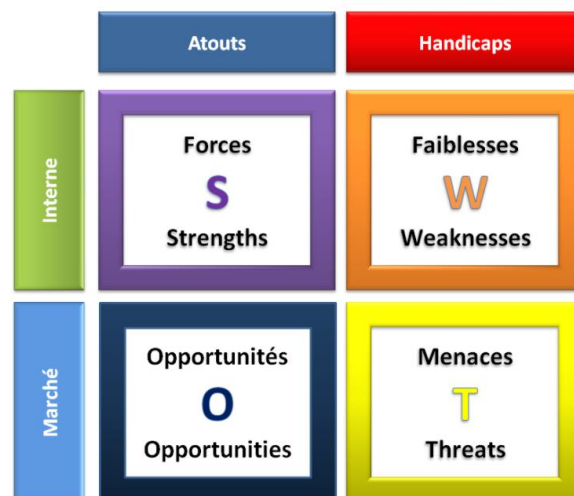 Atouts
Handicaps
Interne
Forces
S
Strengths
Faiblesses
W
Weaknesses
Marché
Opportunités
O
Opportunities
Menaces
T
Threats